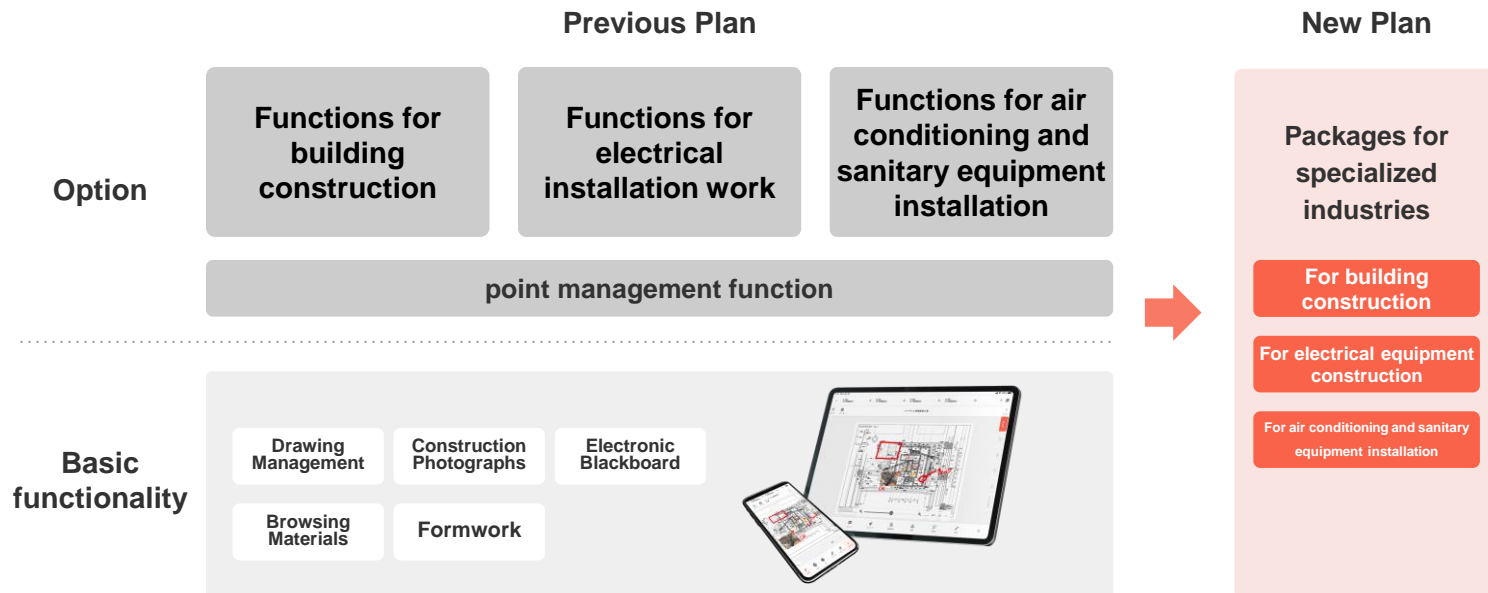 Previous Plan
New Plan
Option
Functions for
building
construction
Functions for
electrical
installation work
Functions for air
conditioning and
sanitary equipment
installation
point management function
Basic
functionality
Drawing
Management
Construction
Photographs
Electronic
Blackboard
Browsing
Materials
Formwork
Packages for
specialized
industries
For building
construction
For electrical equipment
construction
For air conditioning and sanitary
equipment installation